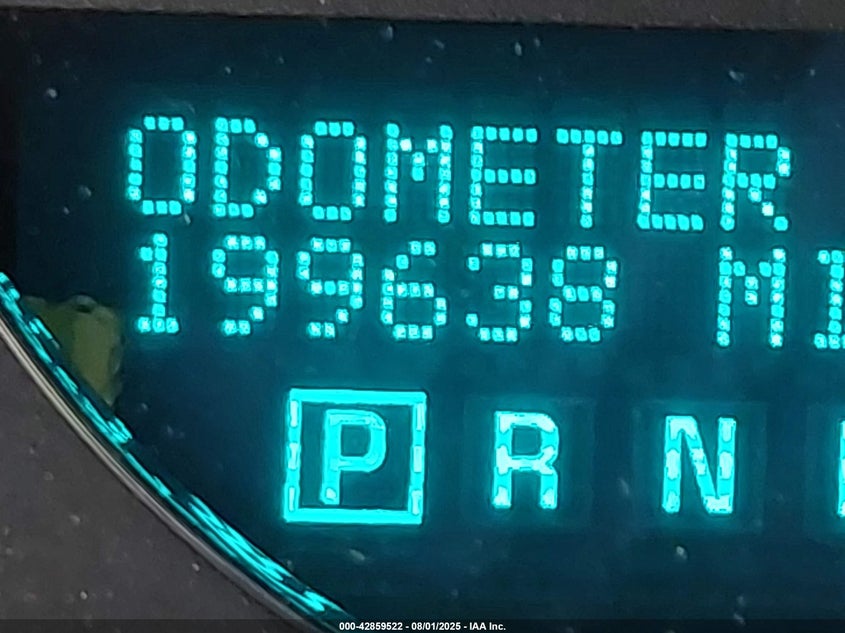 ODOMETER
199638 MI
P R N
000-42859522 - 08/01/2025 - IAA Inc.